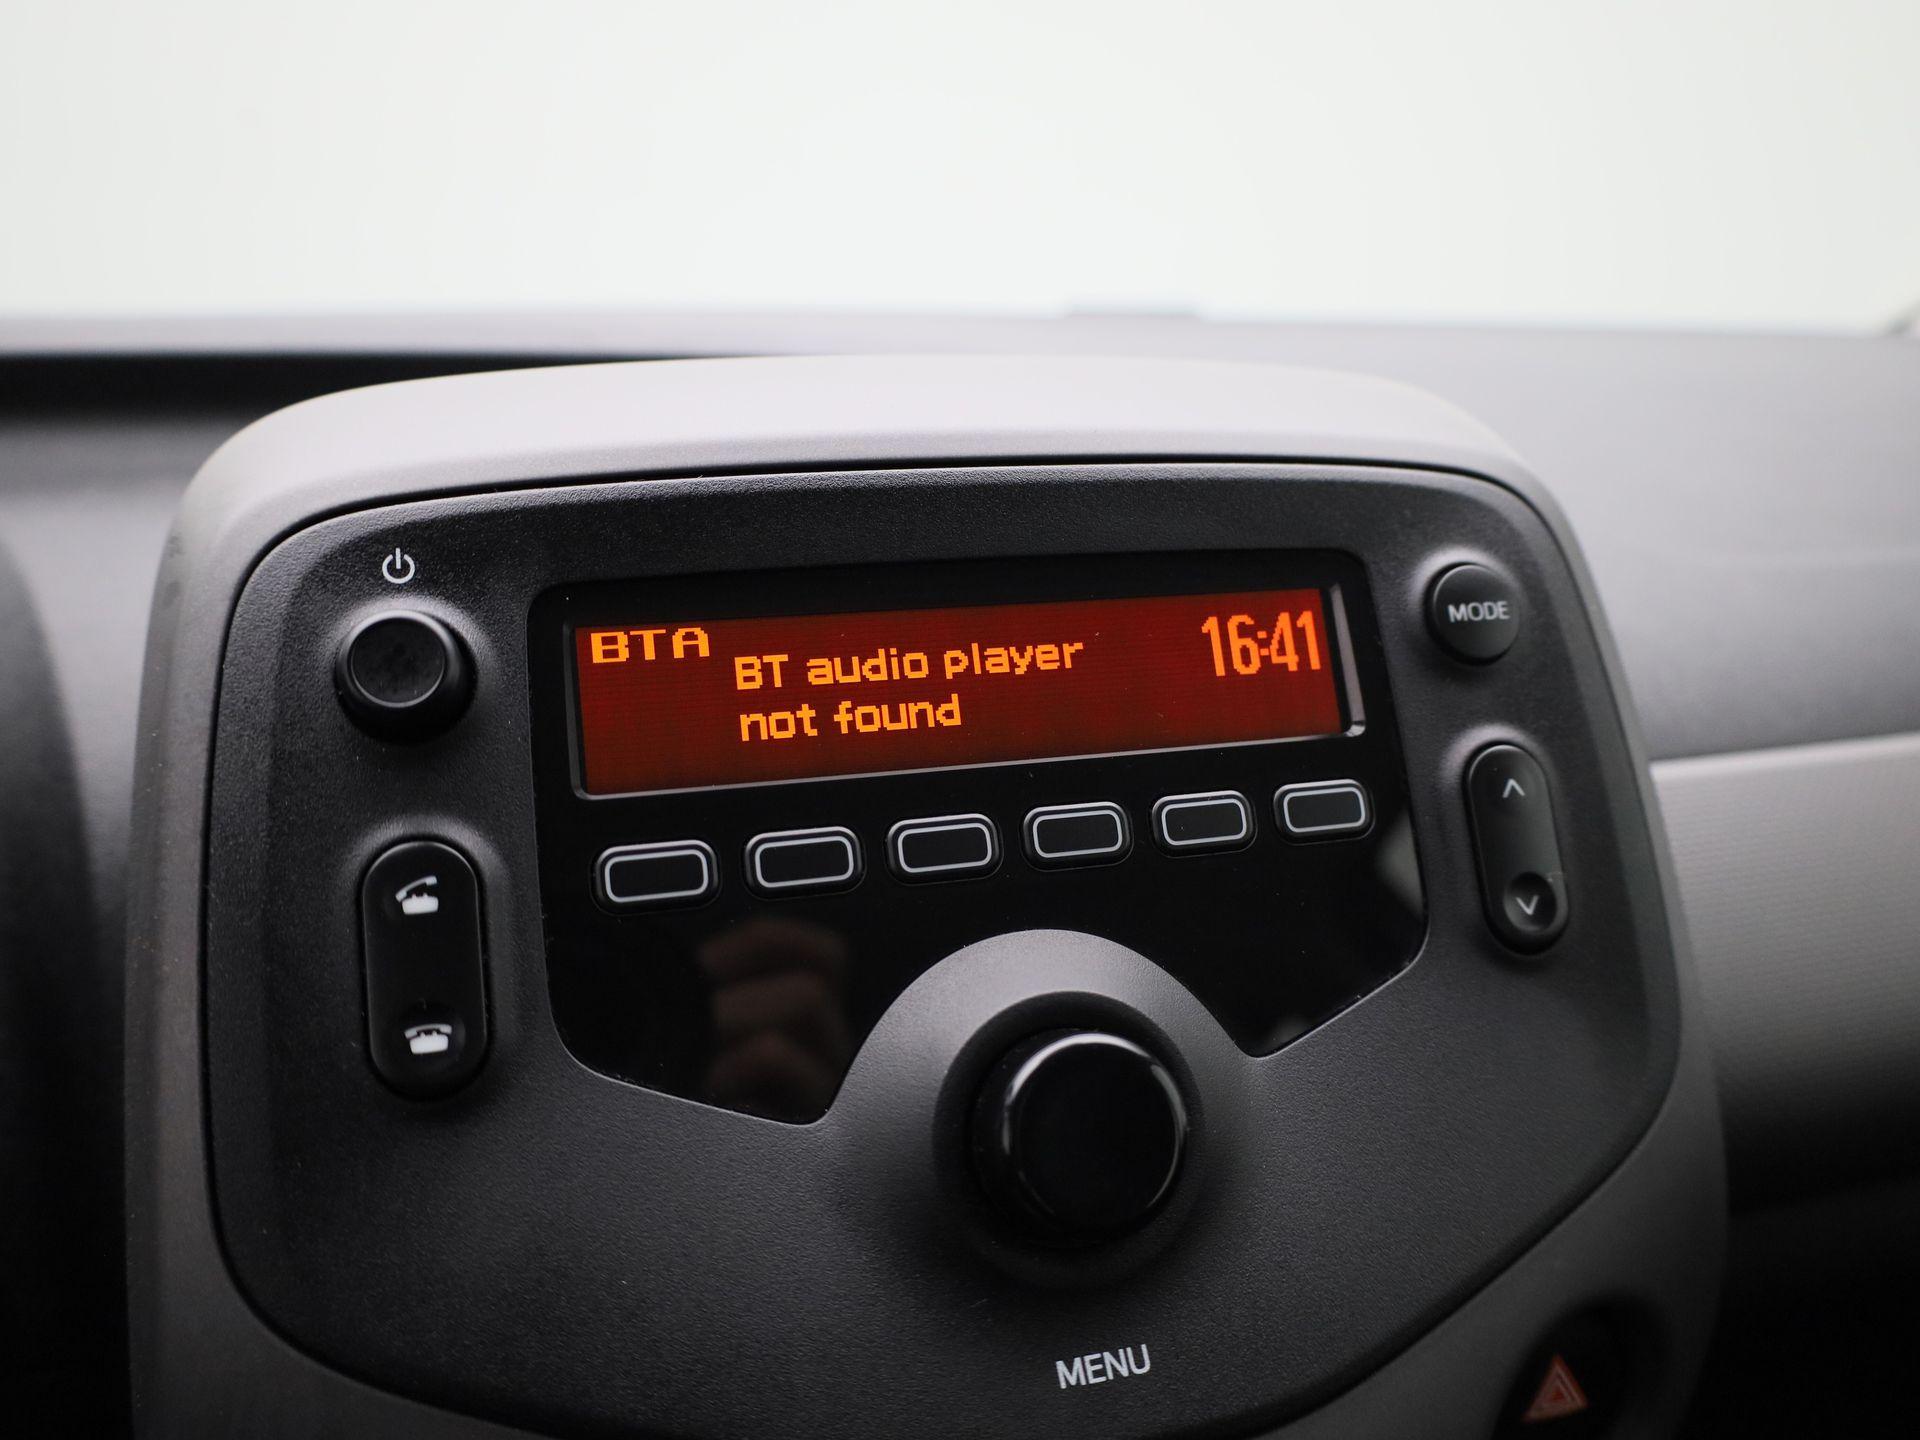 BTA
BT audio player
not found
16:41
MODE
MENU